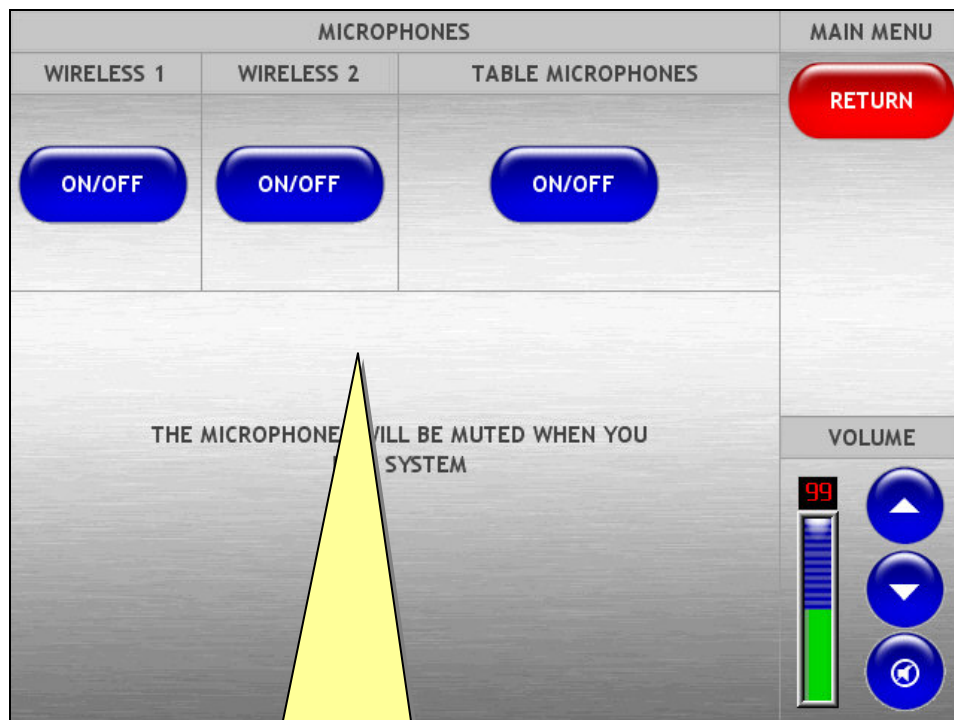 MICROPHONES
MAIN MENU
WIRELESS 1
WIRELESS 2
TABLE MICROPHONES
RETURN
ON/OFF
ON/OFF
ON/OFF
THE MICROPHONE WILL BE MUTED WHEN YOU
SYSTEM
VOLUME
99